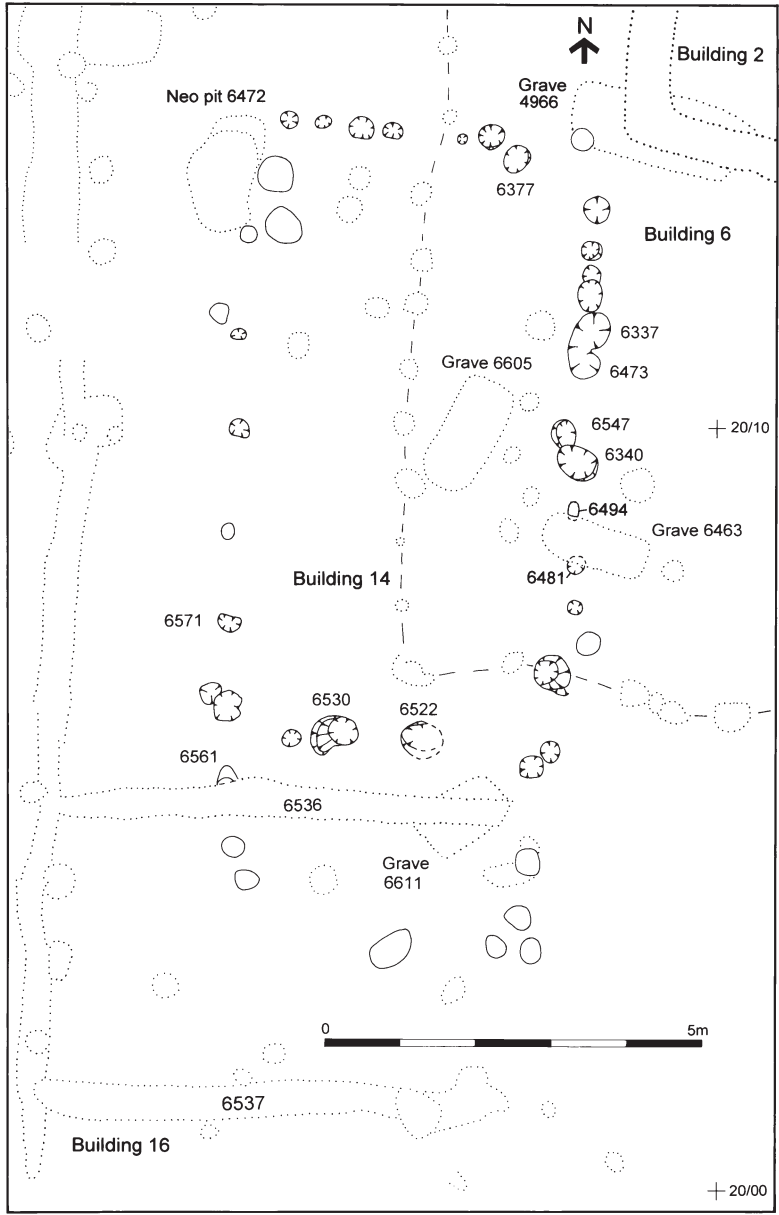 N
Building 2
Grave
4966
Neo pit 6472
6377
Building 6
6337
Grave 6605
6473
6547
20/10
6340
6494
Grave 6463
6481
Building 14
6571
6530
6522
6561
6536
Grave
6611
0
5m
6537
Building 16
20/00